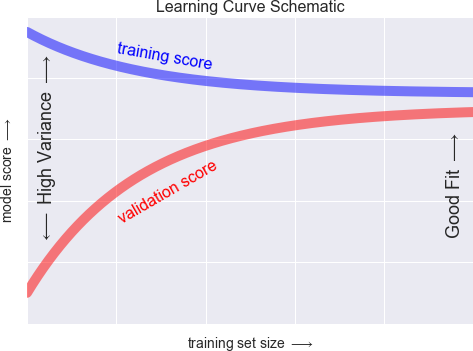 Learning Curve Schematic
training score
← High Variance →
validation score
Good Fit →
model score →
training set size →